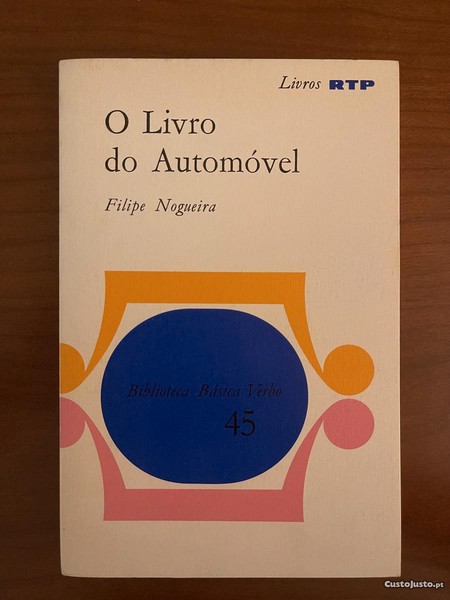 Livros RTP
O Livro
do Automóvel
Filipe Nogueira
Biblioteca Básica Verbo
45
CustoJusto.pt